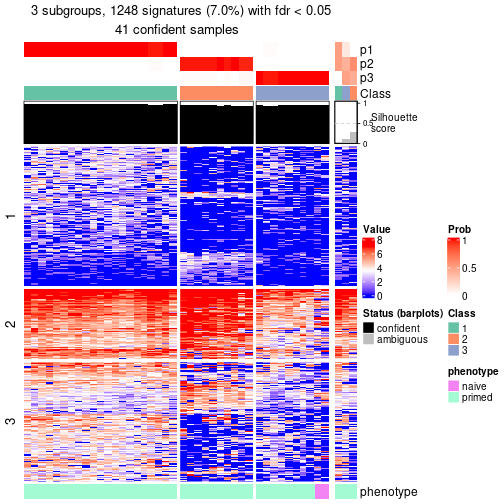 3 subgroups, 1248 signatures (7.0%) with fdr < 0.05
41 confident samples
p1
p2
p3
Class
1
0.5
0
Silhouette
score
1
2
3
phenotype
Value
8
6
4
2
0
Prob
1
0.5
0
Status (barplots)
confident
ambiguous
Class
1
2
3
phenotype
naive
primed